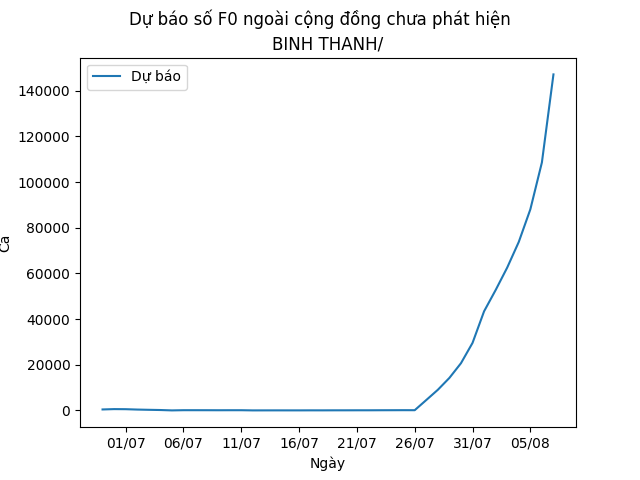 Dự báo số F0 ngoài cộng đồng chưa phát hiện
BINH THANH/
Dự báo
140000
120000
100000
80000
60000
40000
20000
0
Ca
01/07 06/07 11/07 16/07 21/07 26/07 31/07 05/08
Ngày